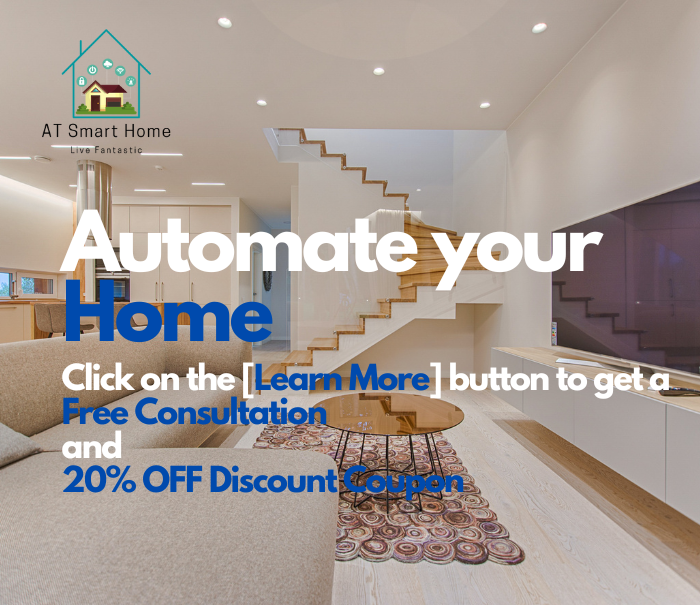 AT Smart Home
Live Fantastic
Automate your
Home
Click on the [Learn More] button to get a
Free Consultation
and
20% OFF Discount Coupon